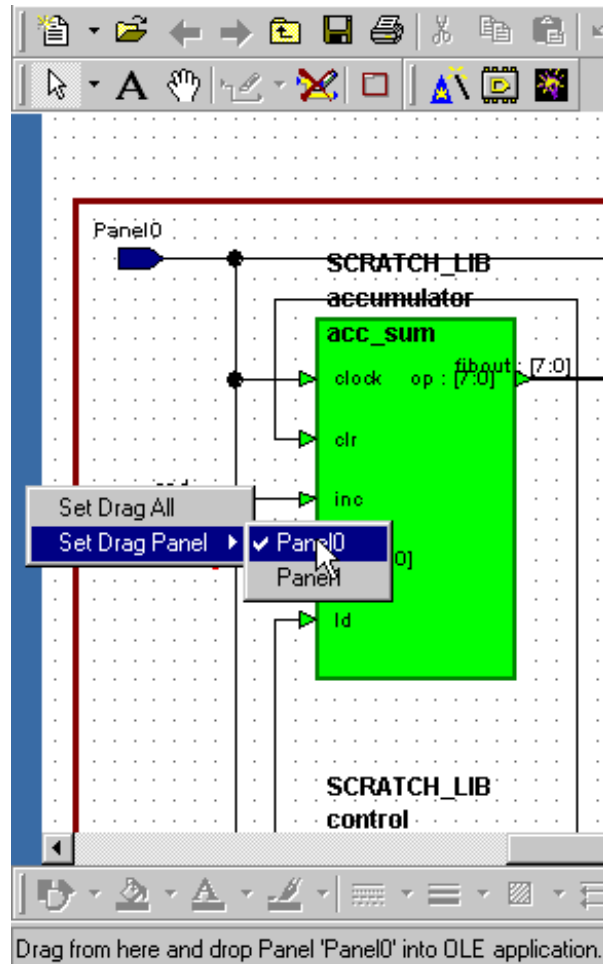 A
Panel0
SCRATCH_LIB
accumulator
acc_sum
fibout : [7:0]
clock op : [7:0]
clr
inc
Set Drag All
Set Drag Panel
Panel0
Panel1
0]
ld
SCRATCH_LIB
control
A
Drag from here and drop Panel 'Panel0' into OLE application.